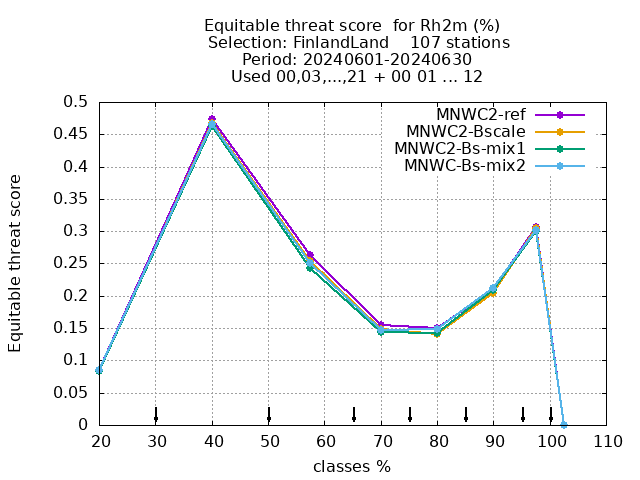 Equitable threat score  for Rh2m (%)
Selection: FinlandLand    107 stations
Period: 20240601-20240630
Used 00,03,...,21 + 00 01 ... 12
MNWC2-ref
MNWC2-Bscale
MNWC2-Bs-mix1
MNWC-Bs-mix2
Equitable threat score
0.5
0.45
0.4
0.35
0.3
0.25
0.2
0.15
0.1
0.05
0
20 30 40 50 60 70 80 90 100 110
classes %